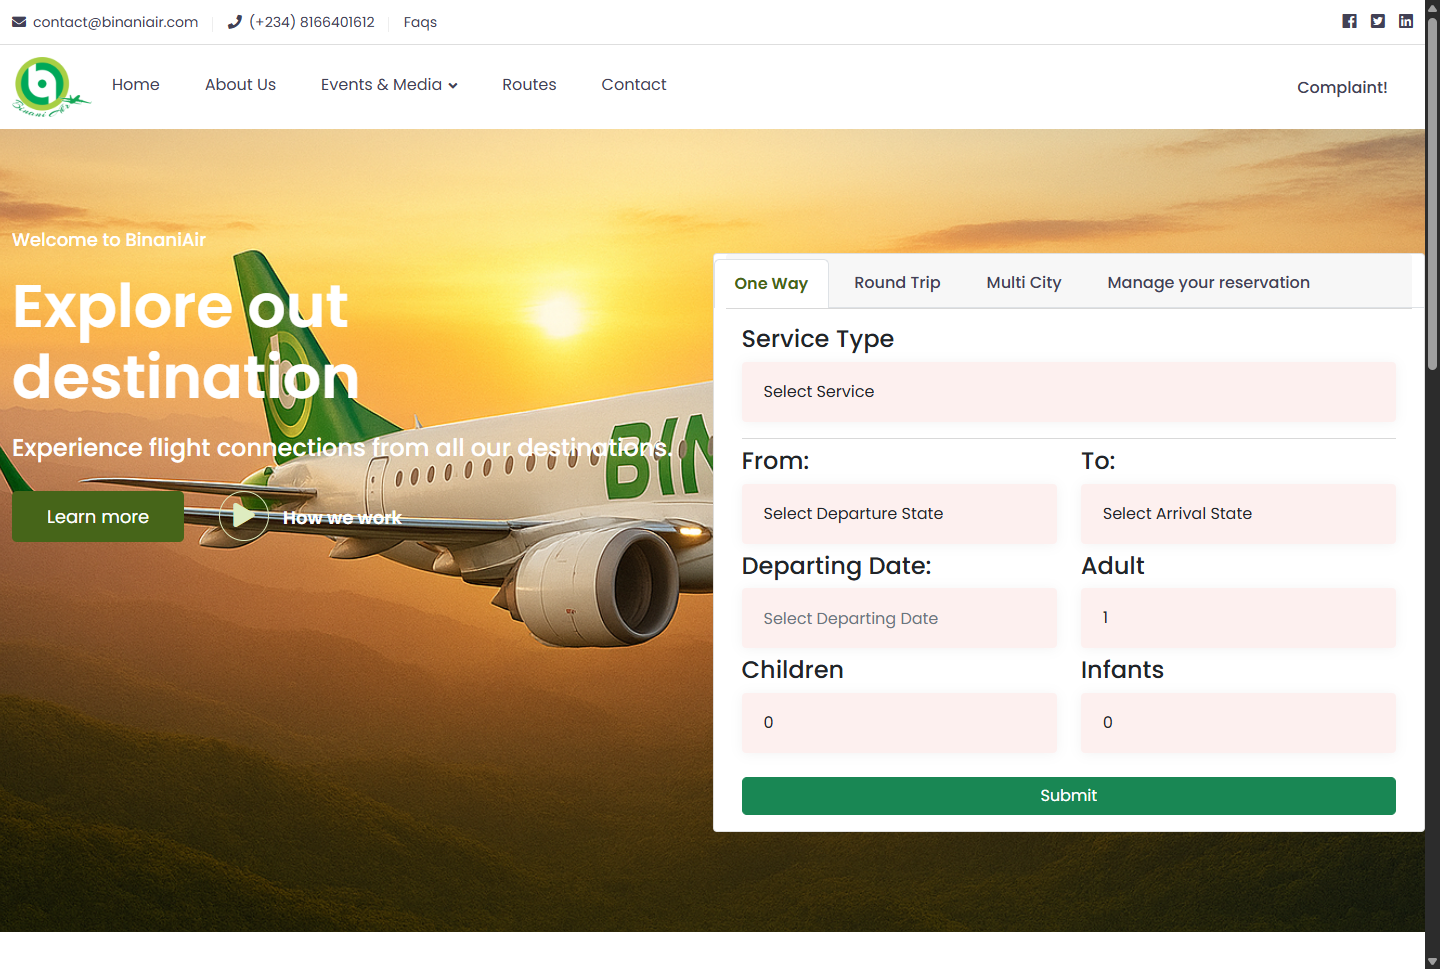 contact@binaniair.com
(+234) 8166401612
Faqs
Binani Air
Home
About Us
Events & Media
Routes
Contact
Complaint!
Welcome to BinaniAir
Explore out
destination
Experience flight connections from all our destinations.
Learn more
How we work
BIN
One Way
Round Trip
Multi City
Manage your reservation
Service Type
Select Service
From:
To:
Select Departure State
Select Arrival State
Departing Date:
Adult
Select Departing Date
1
Children
Infants
0
0
Submit